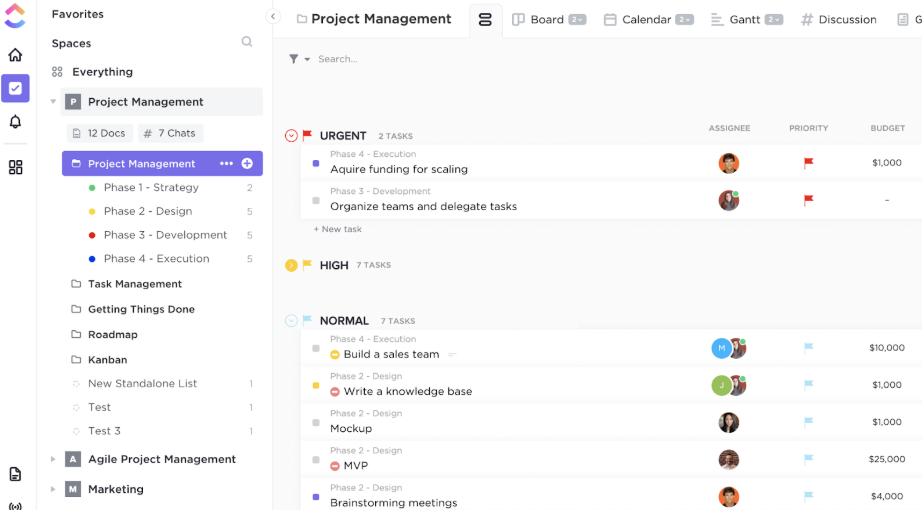 Favorites
Spaces
Everything
P Project Management
12 Docs # 7 Chats
Project Management
Phase 1 - Strategy 2
Phase 2 - Design 5
Phase 3 - Development 5
Phase 4 - Execution 5
Task Management
Getting Things Done
Roadmap
Kanban
New Standalone List 1
Test 1
Test 3 1
A Agile Project Management
M Marketing
Project Management Board 2 Calendar 2 Gantt 2 # Discussion G
Search...
URGENT 2 TASKS ASSIGNEE PRIORITY BUDGET
Phase 4 - Execution
Aquire funding for scaling $1,000
Phase 3 - Development
Organize teams and delegate tasks -
+ New task
HIGH 7 TASKS
NORMAL 7 TASKS
Phase 4 - Execution
Build a sales team M $10,000
Phase 2 - Design
Write a knowledge base J $1,000
Phase 2 - Design
Mockup $1,000
Phase 2 - Design
MVP $25,000
Phase 2 - Design
Brainstorming meetings $4,000